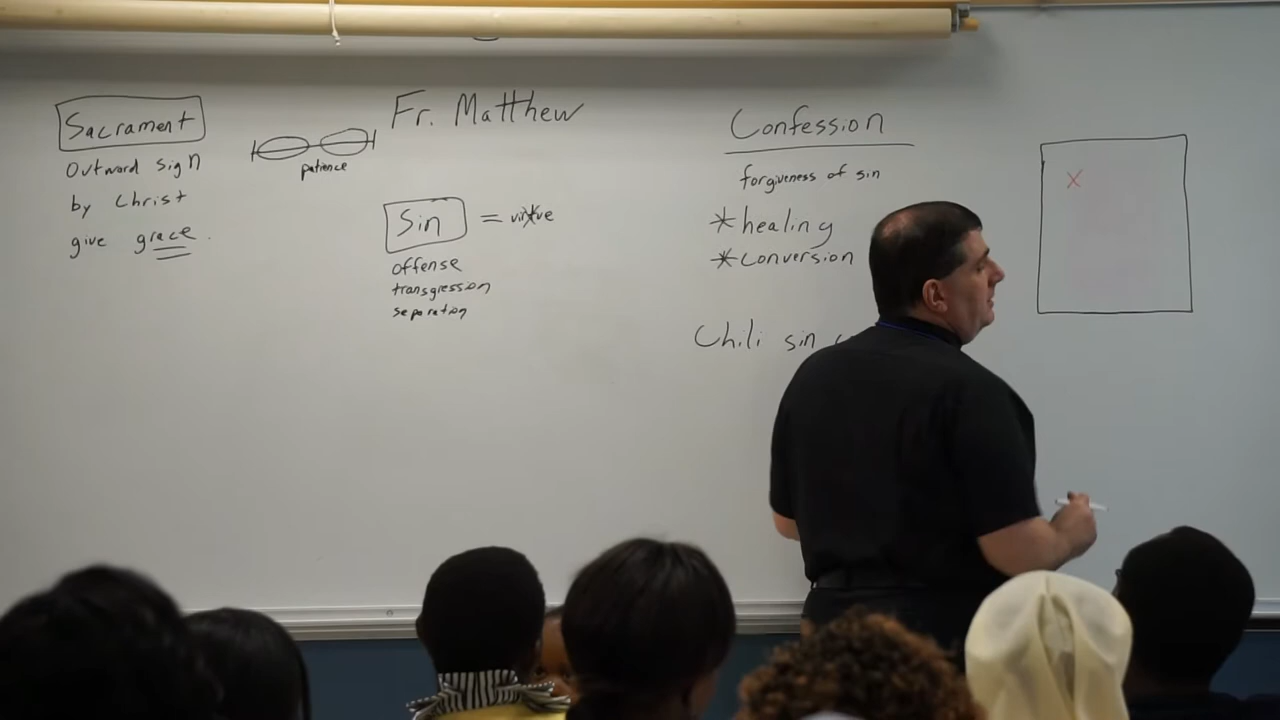 Sacrament
Outward sign
by Christ
give grace.
patience
Fr. Matthew
Sin = virtue
offense
transgression
separation
Confession
forgiveness of sin
*healing
*conversion
Chili sin
X